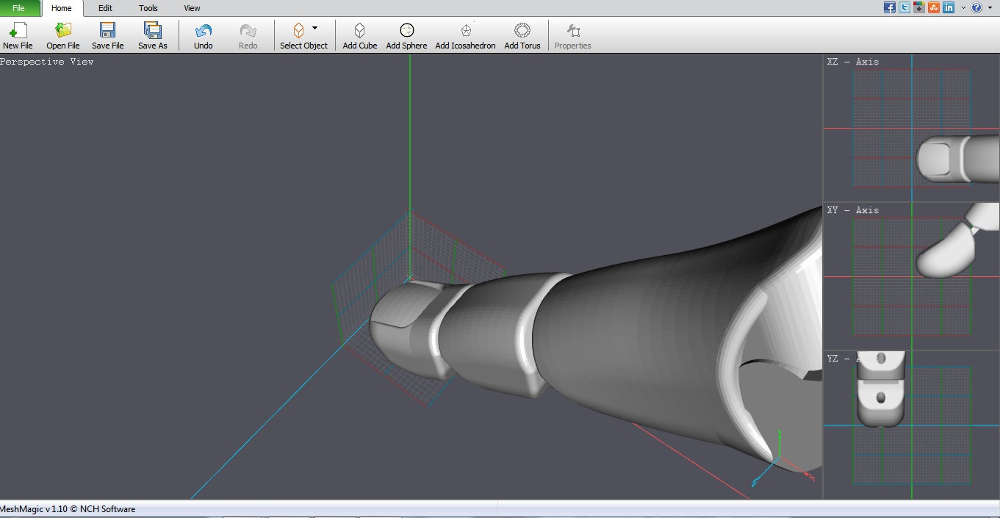 File Home Edit Tools View
New File Open File Save File Save As Undo Redo Select Object Add Cube Add Sphere Add Icosahedron Add Torus Properties
Perspective View
XZ - Axis
XY - Axis
YZ - A
Y
X
Z
MeshMagic v 1.10 © NCH Software